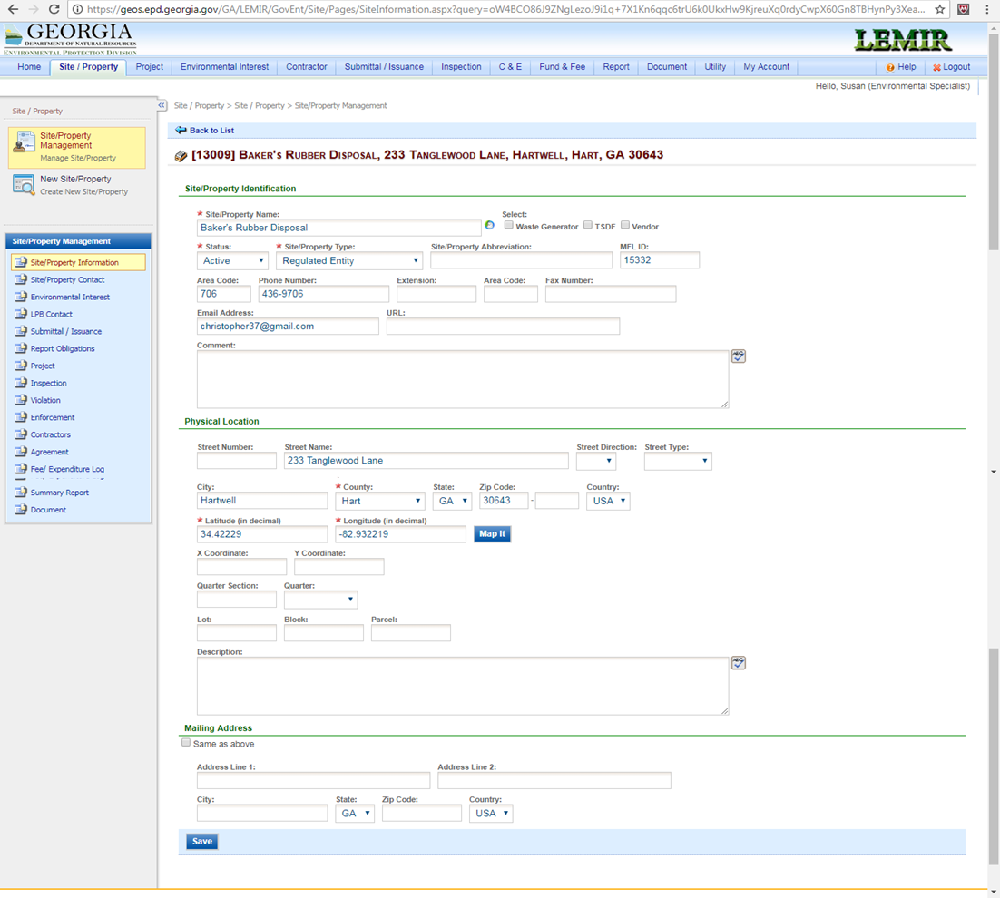 https://geos.epd.georgia.gov/GA/LEMIR/GovEnt/Site/Pages/SiteInformation.aspx?query=oW4BCO86J9ZNgLezoJ9i1q+7X1Kn6qqc6trU6k0UkxHw9KjreuXq0rdyCwpX60Gn8TBHynPy3Xea...
GEORGIA
DEPARTMENT OF NATURAL RESOURCES
ENVIRONMENTAL PROTECTION DIVISION
LEMIR
Home Site / Property Project Environmental Interest Contractor Submittal / Issuance Inspection C & E Fund & Fee Report Document Utility My Account Help Logout
Hello, Susan (Environmental Specialist)
Site / Property
Site/Property Management
Manage Site/Property
New Site/Property
Create New Site/Property
Site/Property Management
Site/Property Information
Site/Property Contact
Environmental Interest
LPB Contact
Submittal / Issuance
Report Obligations
Project
Inspection
Violation
Enforcement
Contractors
Agreement
Fee/ Expenditure Log
Summary Report
Document
Site / Property > Site / Property > Site/Property Management
Back to List
[13009] BAKER'S RUBBER DISPOSAL, 233 TANGLEWOOD LANE, HARTWELL, HART, GA 30643
Site/Property Identification
* Site/Property Name: Select:
Baker's Rubber Disposal Waste Generator TSDF Vendor
* Status: * Site/Property Type: Site/Property Abbreviation: MFL ID:
Active Regulated Entity 15332
Area Code: Phone Number: Extension: Area Code: Fax Number:
706 436-9706
Email Address: URL:
christopher37@gmail.com
Comment:
Physical Location
Street Number: Street Name: Street Direction: Street Type:
233 Tanglewood Lane
City: * County: State: Zip Code: Country:
Hartwell Hart GA 30643 - USA
* Latitude (in decimal) * Longitude (in decimal)
34.42229 -82.932219 Map It
X Coordinate: Y Coordinate:
Quarter Section: Quarter:
Lot: Block: Parcel:
Description:
Mailing Address
Same as above
Address Line 1: Address Line 2:
City: State: Zip Code: Country:
GA USA
Save